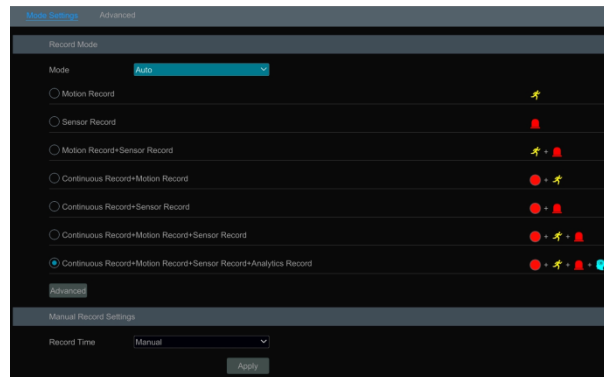 Mode Settings Advanced
Record Mode
Mode Auto
Motion Record
Sensor Record
Motion Record+Sensor Record
+
Continuous Record+Motion Record
+
Continuous Record+Sensor Record
+
Continuous Record+Motion Record+Sensor Record
+ +
Continuous Record+Motion Record+Sensor Record+Analytics Record
+ + +
Advanced
Manual Record Settings
Record Time Manual
Apply